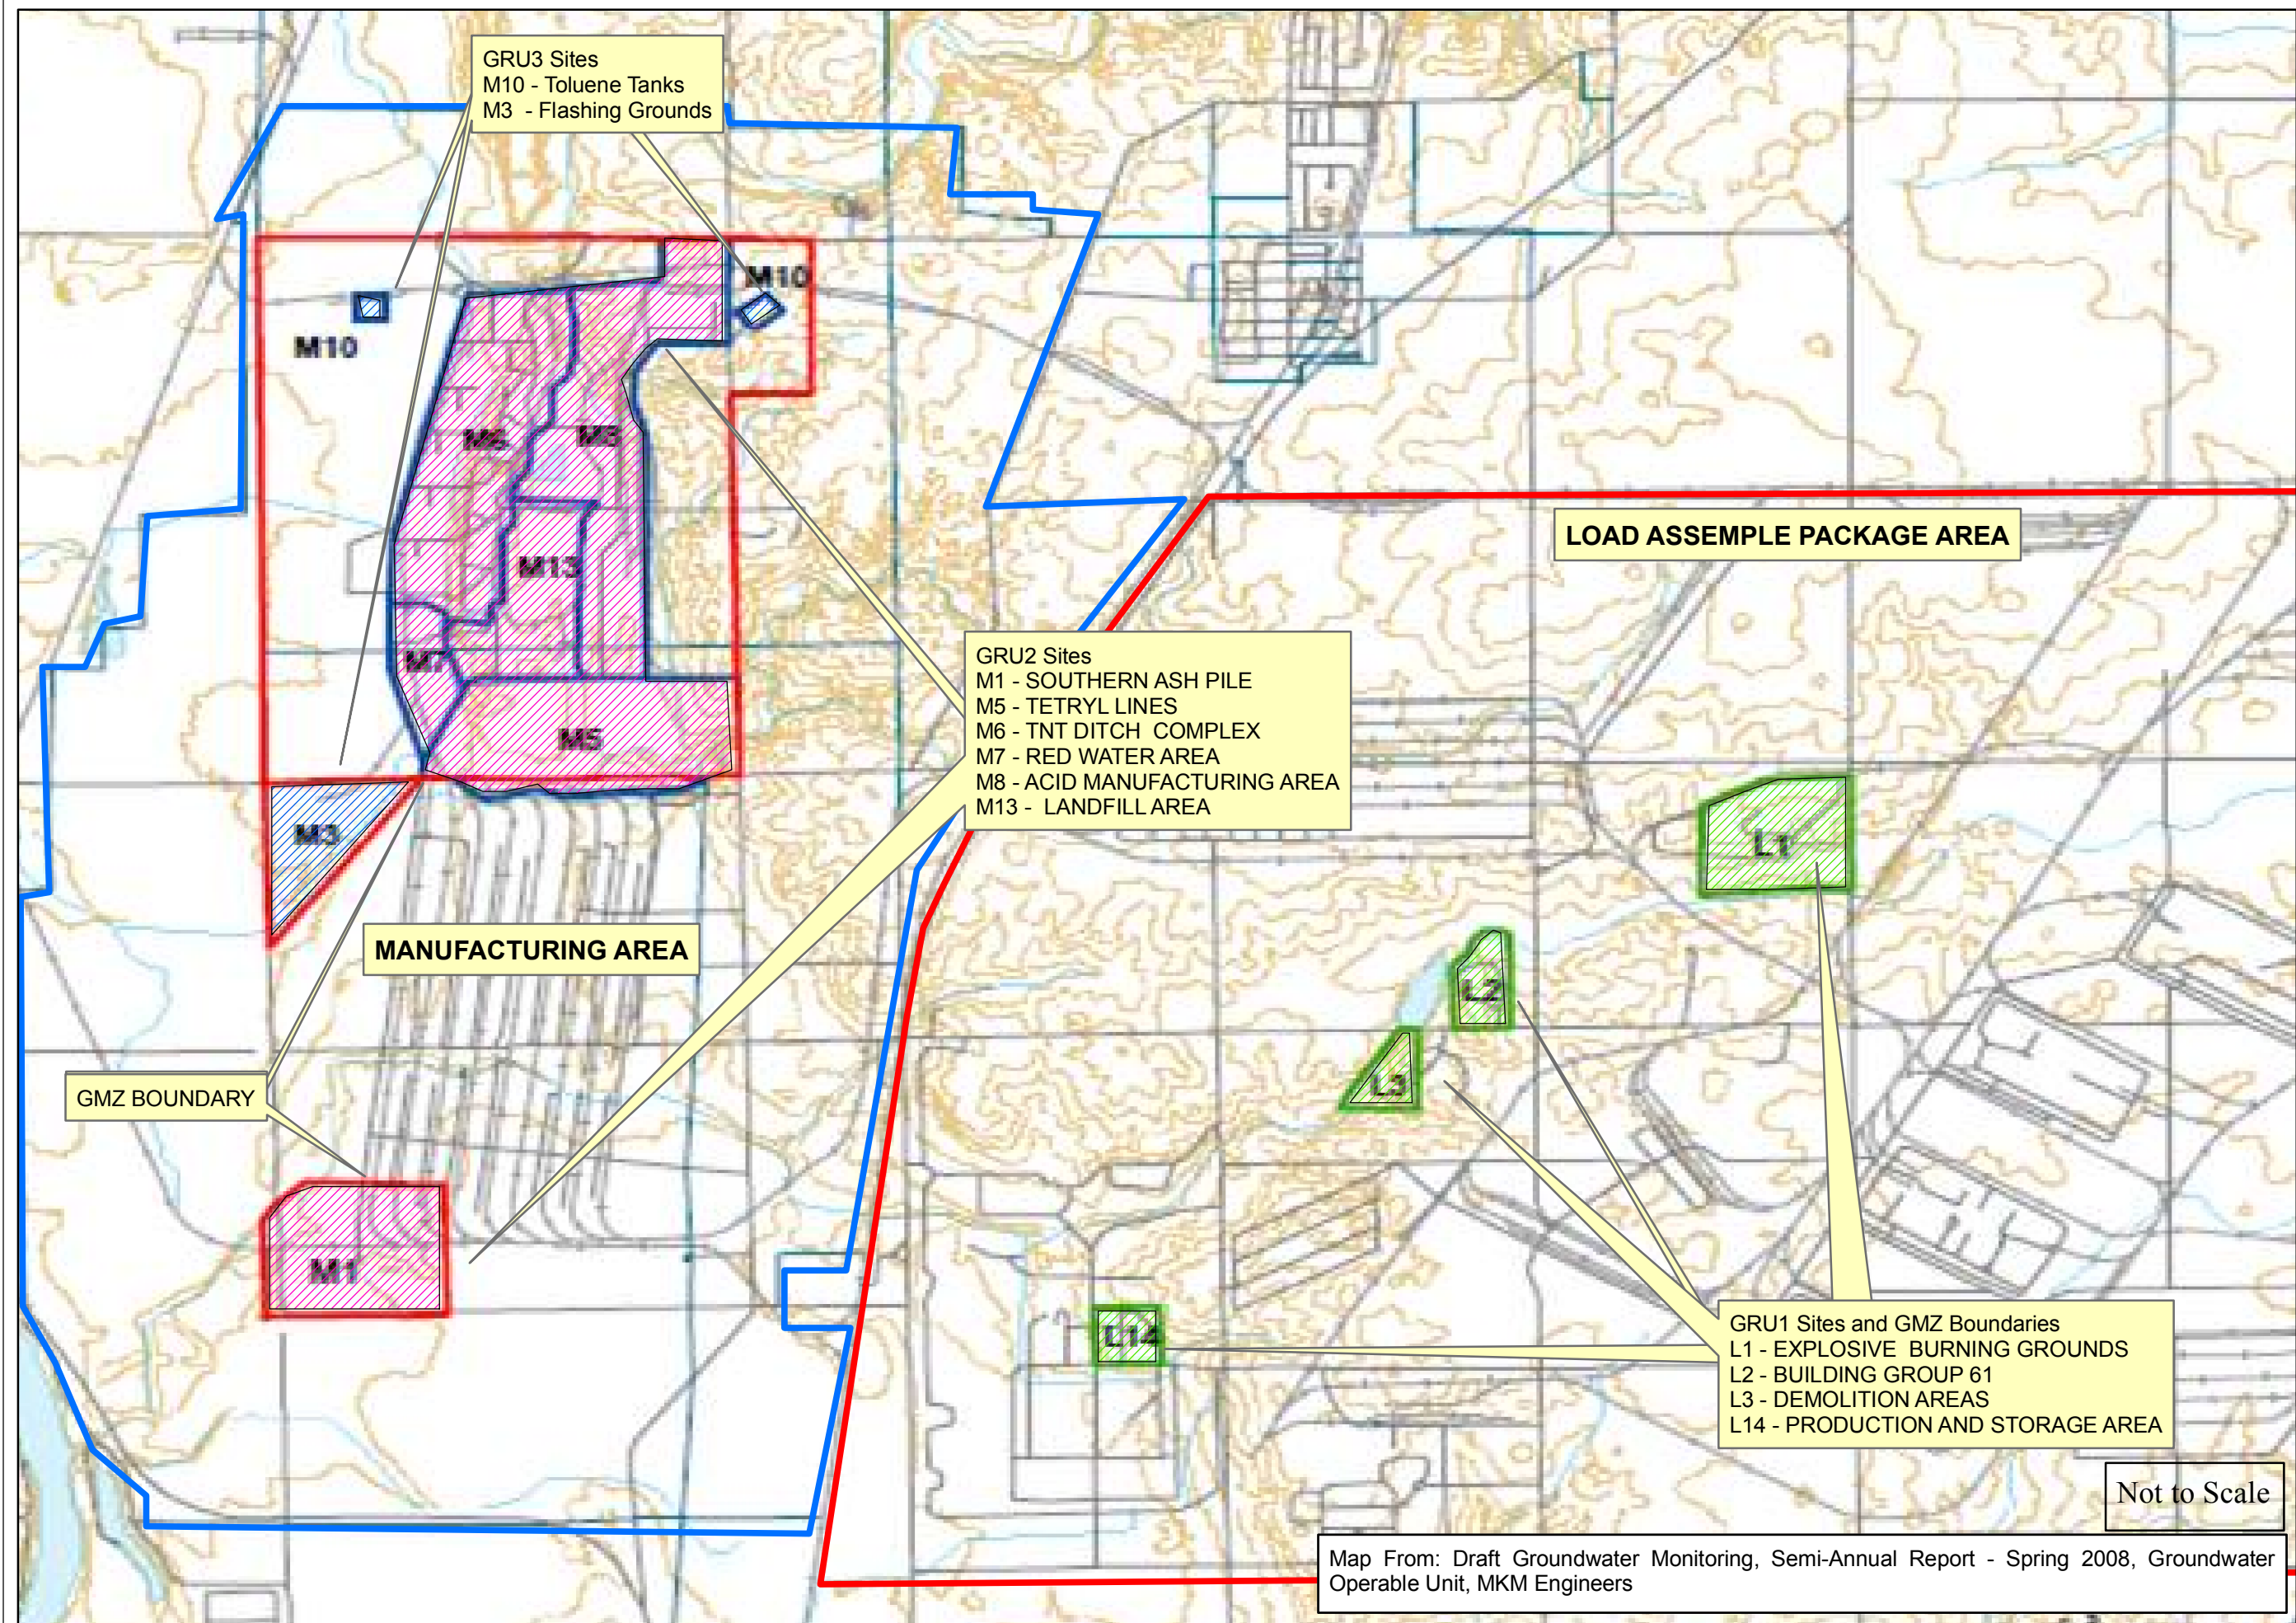 GRU3 Sites
M10 - Toluene Tanks
M3 - Flashing Grounds
M10
M10
M6
M8
LOAD ASSEMPLE PACKAGE AREA
M13
GRU2 Sites
M1 - SOUTHERN ASH PILE
M5 - TETRYL LINES
M6 - TNT DITCH COMPLEX
M7 - RED WATER AREA
M8 - ACID MANUFACTURING AREA
M13 - LANDFILL AREA
M7
M5
M3
L1
MANUFACTURING AREA
L2
L3
GMZ BOUNDARY
M1
L14
GRU1 Sites and GMZ Boundaries
L1 - EXPLOSIVE BURNING GROUNDS
L2 - BUILDING GROUP 61
L3 - DEMOLITION AREAS
L14 - PRODUCTION AND STORAGE AREA
Not to Scale
Map From: Draft Groundwater Monitoring, Semi-Annual Report - Spring 2008, Groundwater
Operable Unit, MKM Engineers